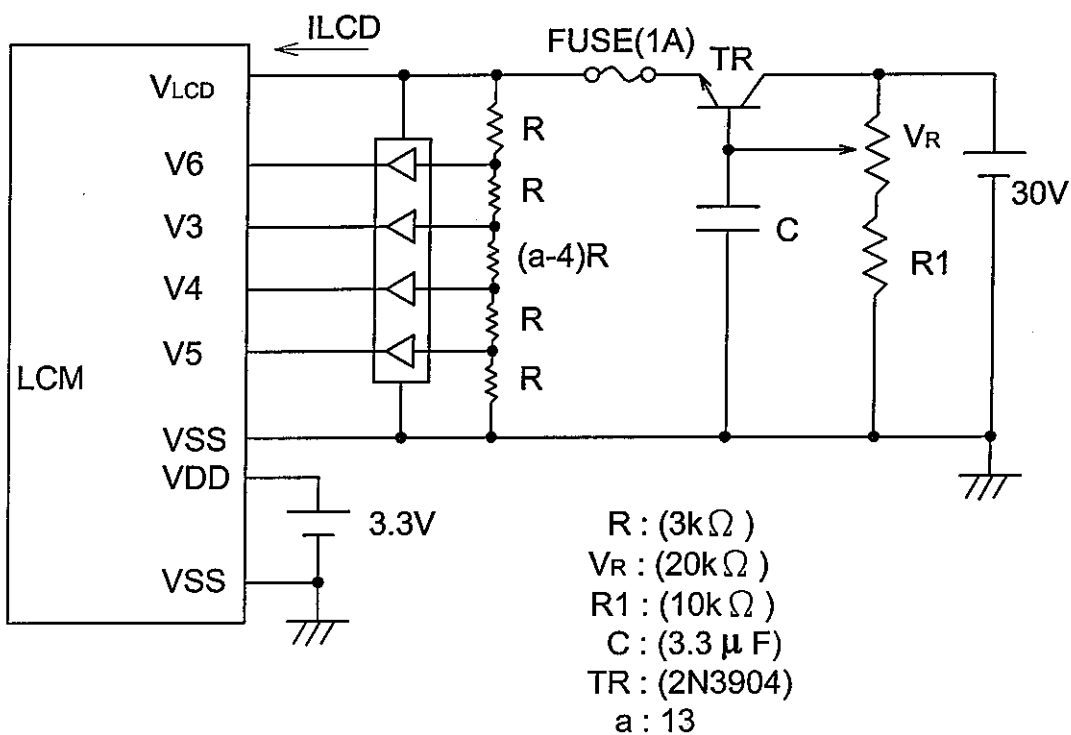 ILCD
FUSE(1A)
TR
VLCD
R
VR
V6
R
30V
V3
C
(a-4)R
R1
V4
R
V5
LCM
R
VSS
VDD
3.3V
VSS
R : (3kΩ)
VR : (20kΩ)
R1 : (10kΩ)
C : (3.3 μF)
TR : (2N3904)
a : 13